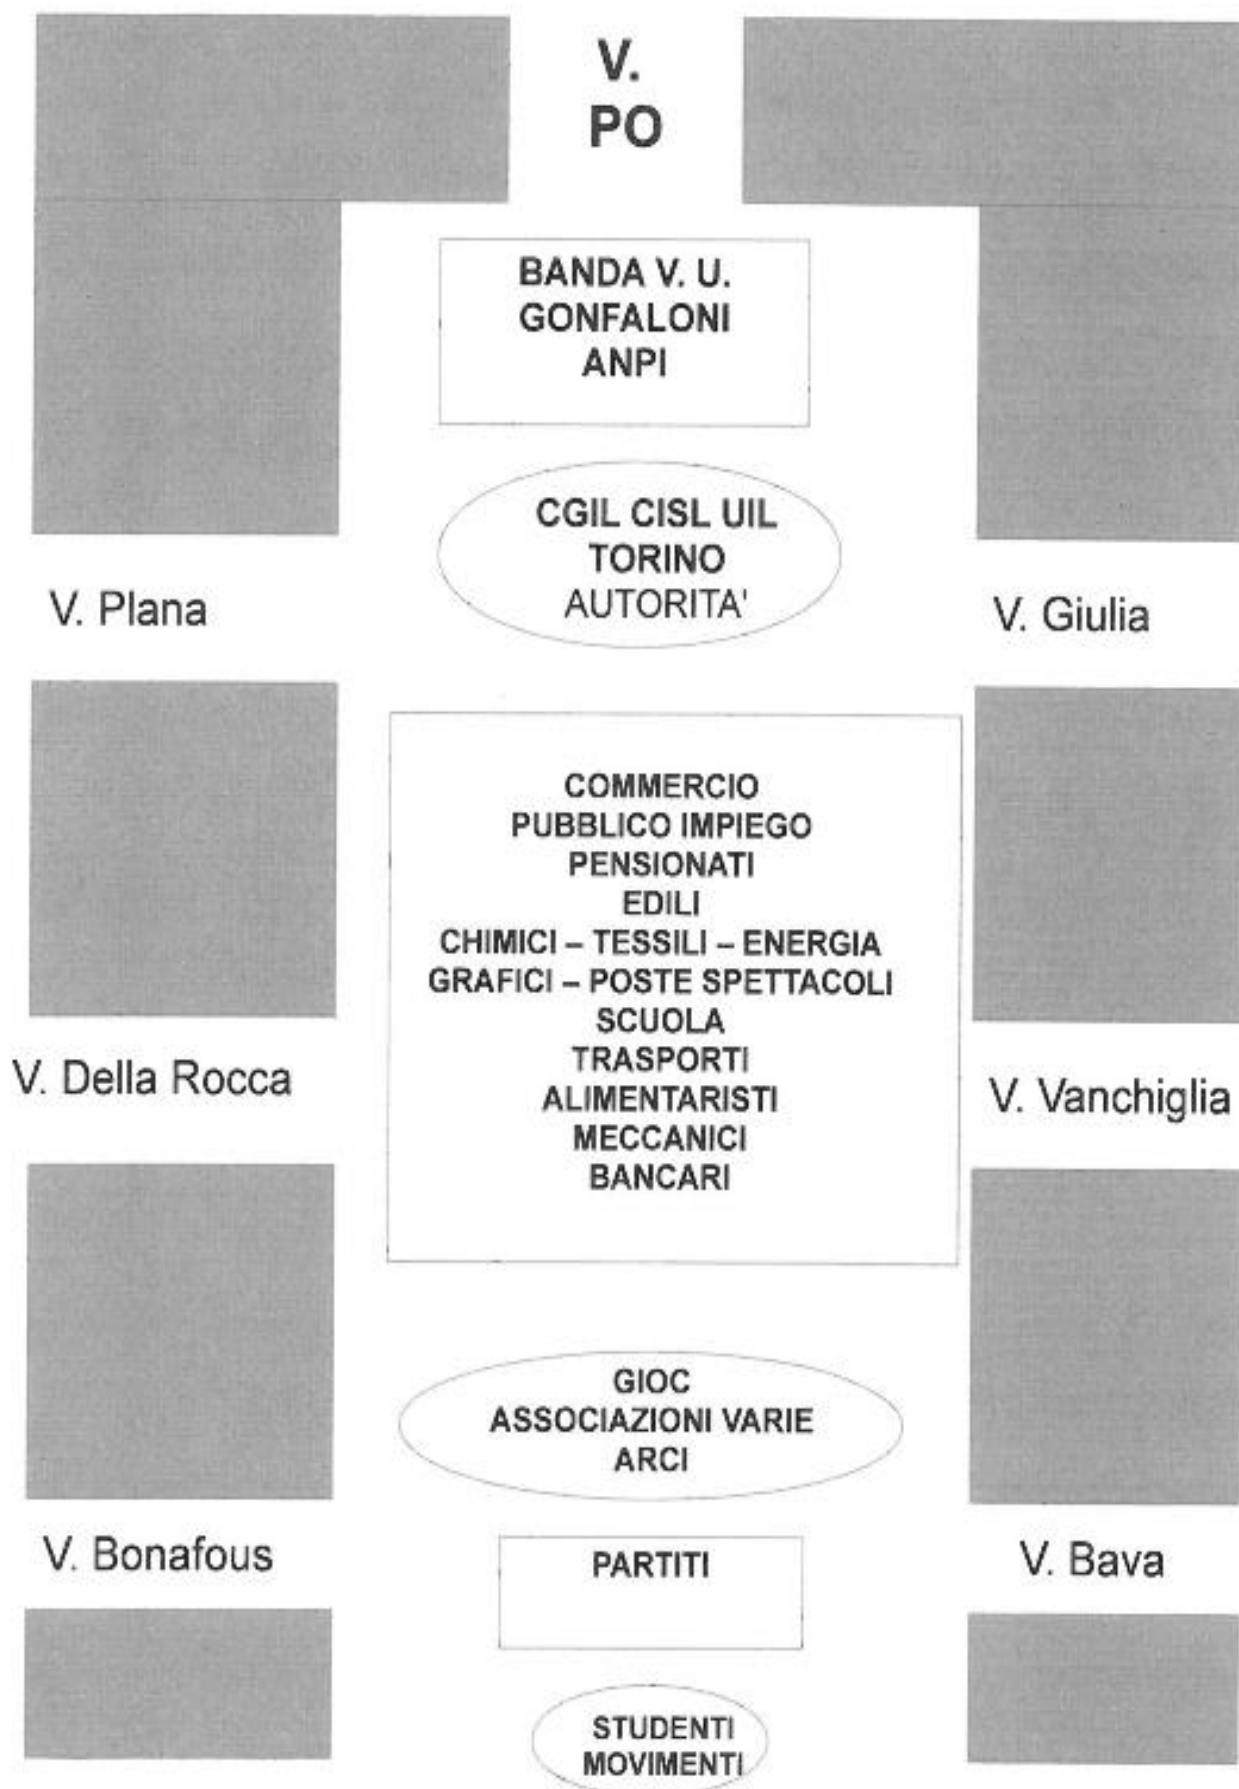 V.
PO
BANDA V. U.
GONFALONI
ANPI
CGIL CISL UIL
TORINO
AUTORITA'
V. Plana
V. Giulia
COMMERCIO
PUBBLICO IMPIEGO
PENSIONATI
EDILI
CHIMICI – TESSILI – ENERGIA
GRAFICI – POSTE SPETTACOLI
SCUOLA
TRASPORTI
ALIMENTARISTI
MECCANICI
BANCARI
V. Della Rocca
V. Vanchiglia
GIOC
ASSOCIAZIONI VARIE
ARCI
V. Bonafous
V. Bava
PARTITI
STUDENTI
MOVIMENTI